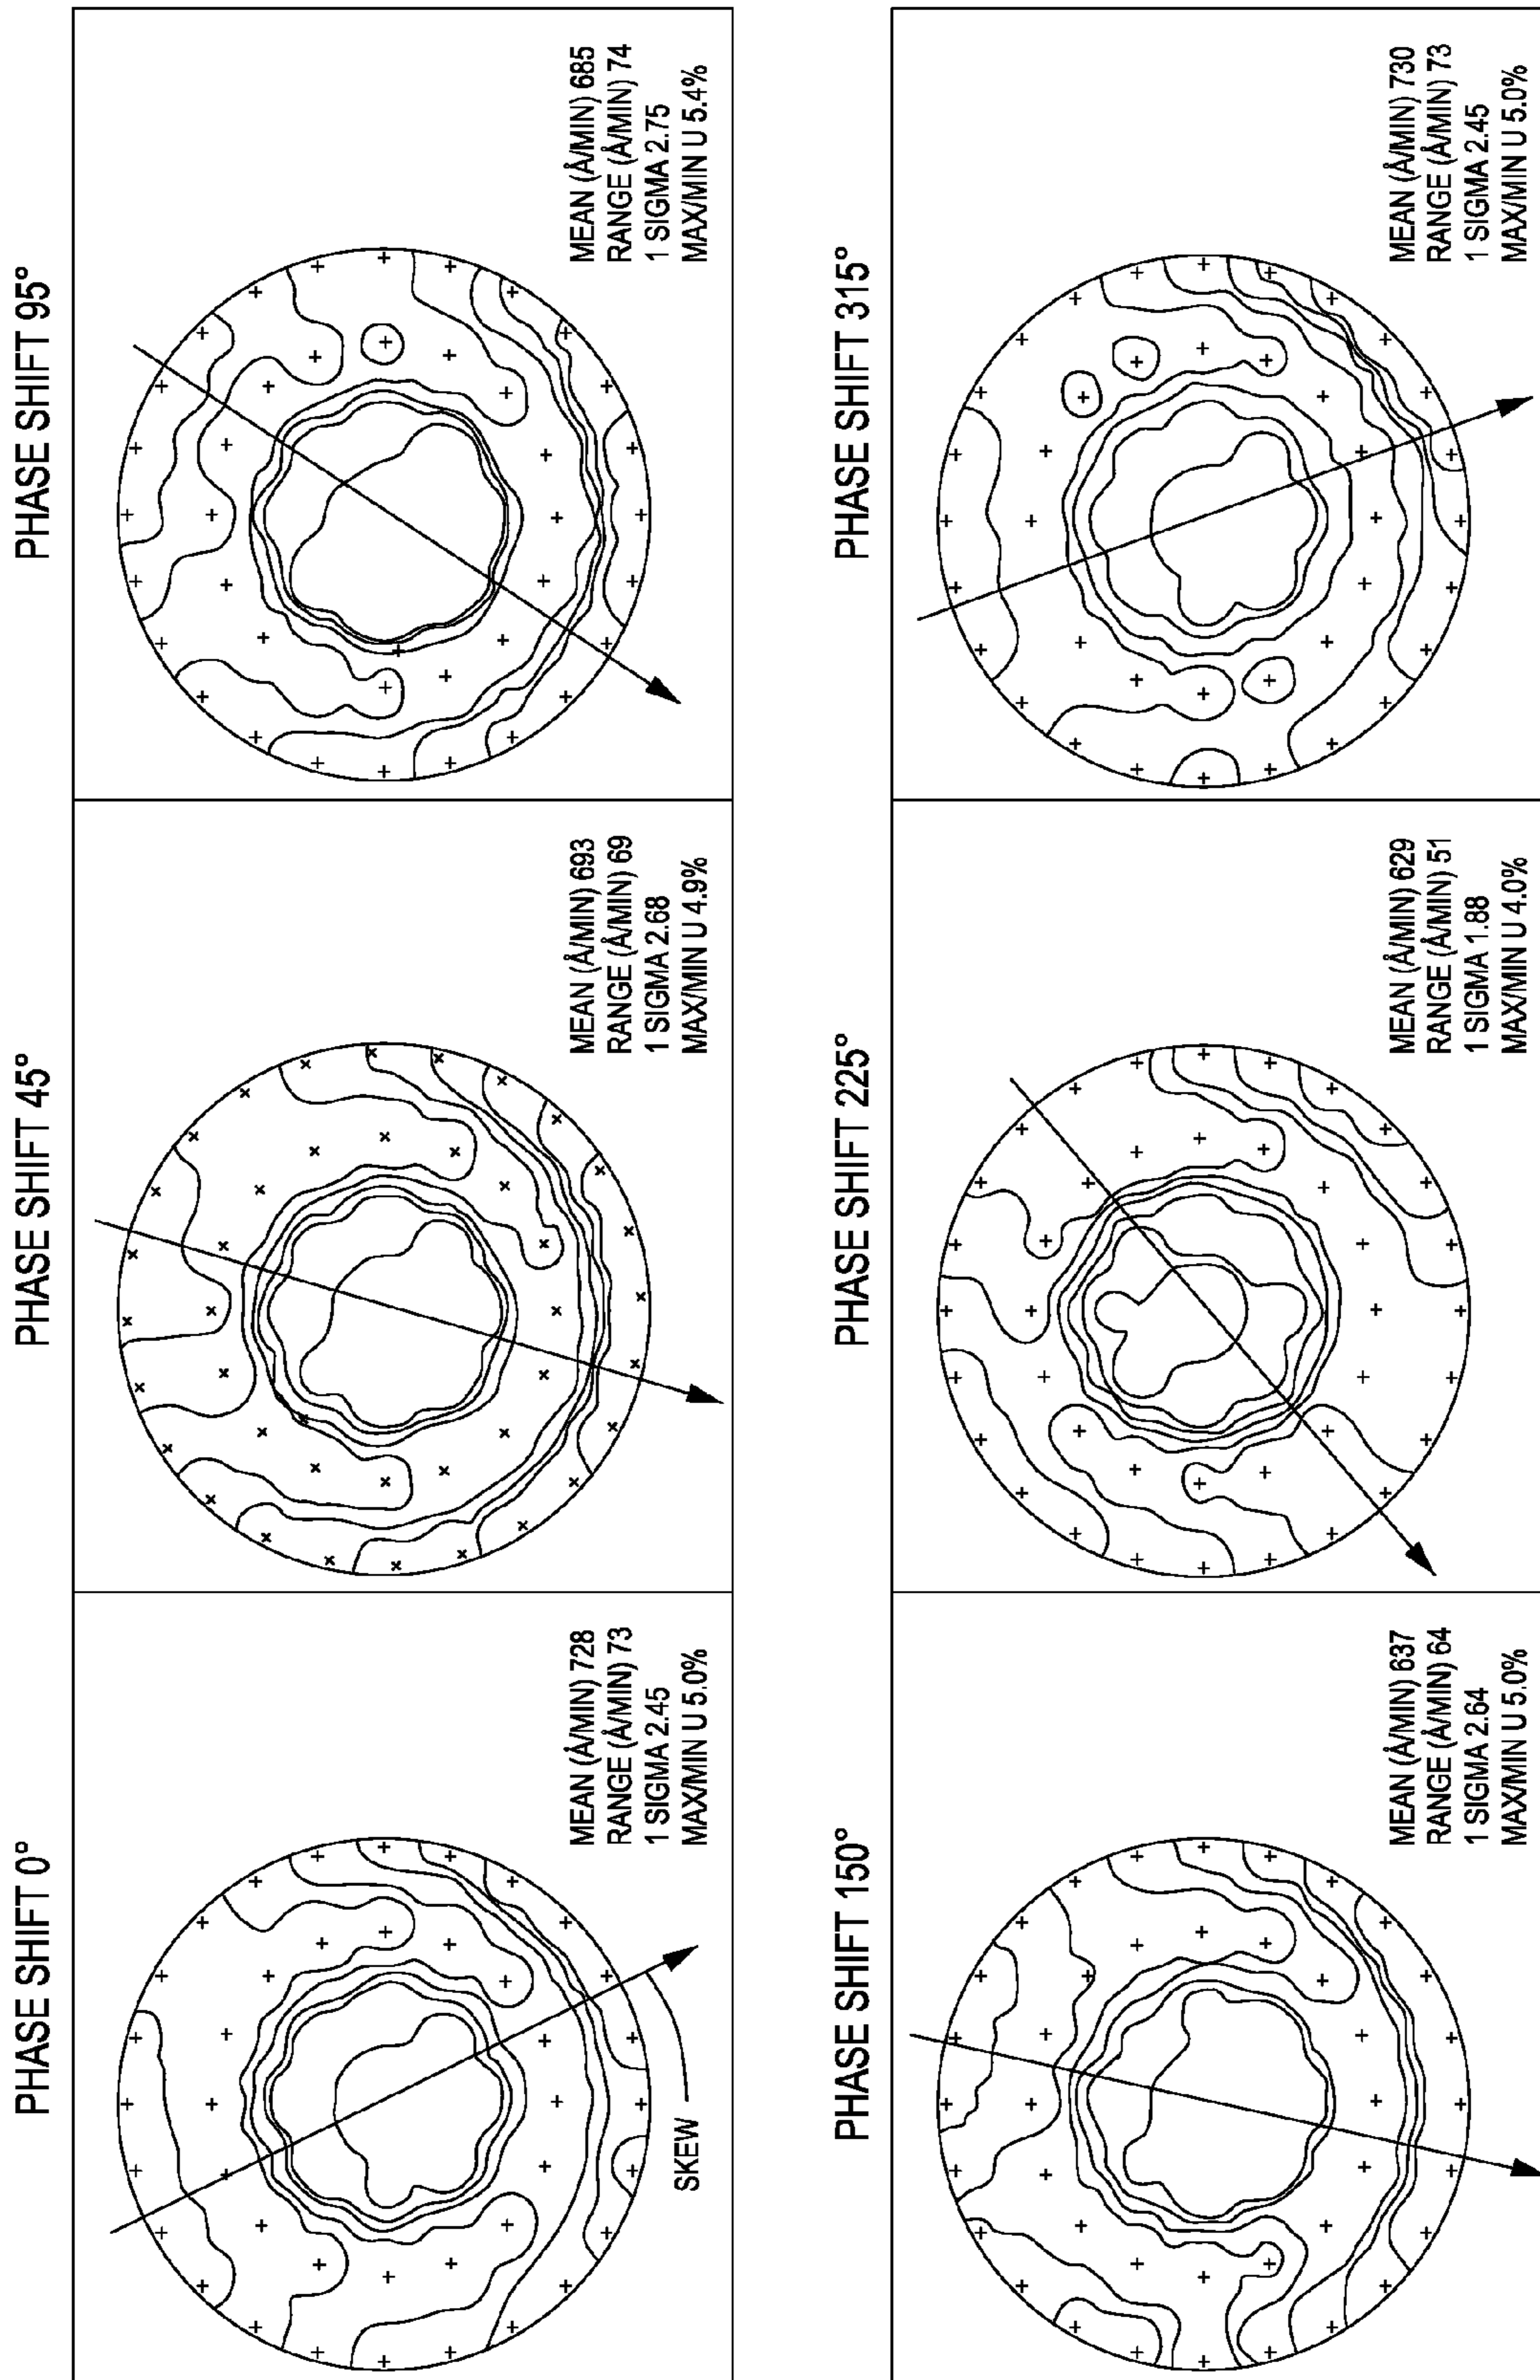 PHASE SHIFT 0°
MEAN (Å/MIN) 728
RANGE (Å/MIN) 73
1 SIGMA 2.45
MAX/MIN U 5.0%
SKEW
PHASE SHIFT 45°
MEAN (Å/MIN) 693
RANGE (Å/MIN) 69
1 SIGMA 2.68
MAX/MIN U 4.9%
PHASE SHIFT 95°
MEAN (Å/MIN) 685
RANGE (Å/MIN) 74
1 SIGMA 2.75
MAX/MIN U 5.4%
PHASE SHIFT 150°
MEAN (Å/MIN) 637
RANGE (Å/MIN) 64
1 SIGMA 2.64
MAX/MIN U 5.0%
PHASE SHIFT 225°
MEAN (Å/MIN) 629
RANGE (Å/MIN) 51
1 SIGMA 1.88
MAX/MIN U 4.0%
PHASE SHIFT 315°
MEAN (Å/MIN) 730
RANGE (Å/MIN) 73
1 SIGMA 2.45
MAX/MIN U 5.0%